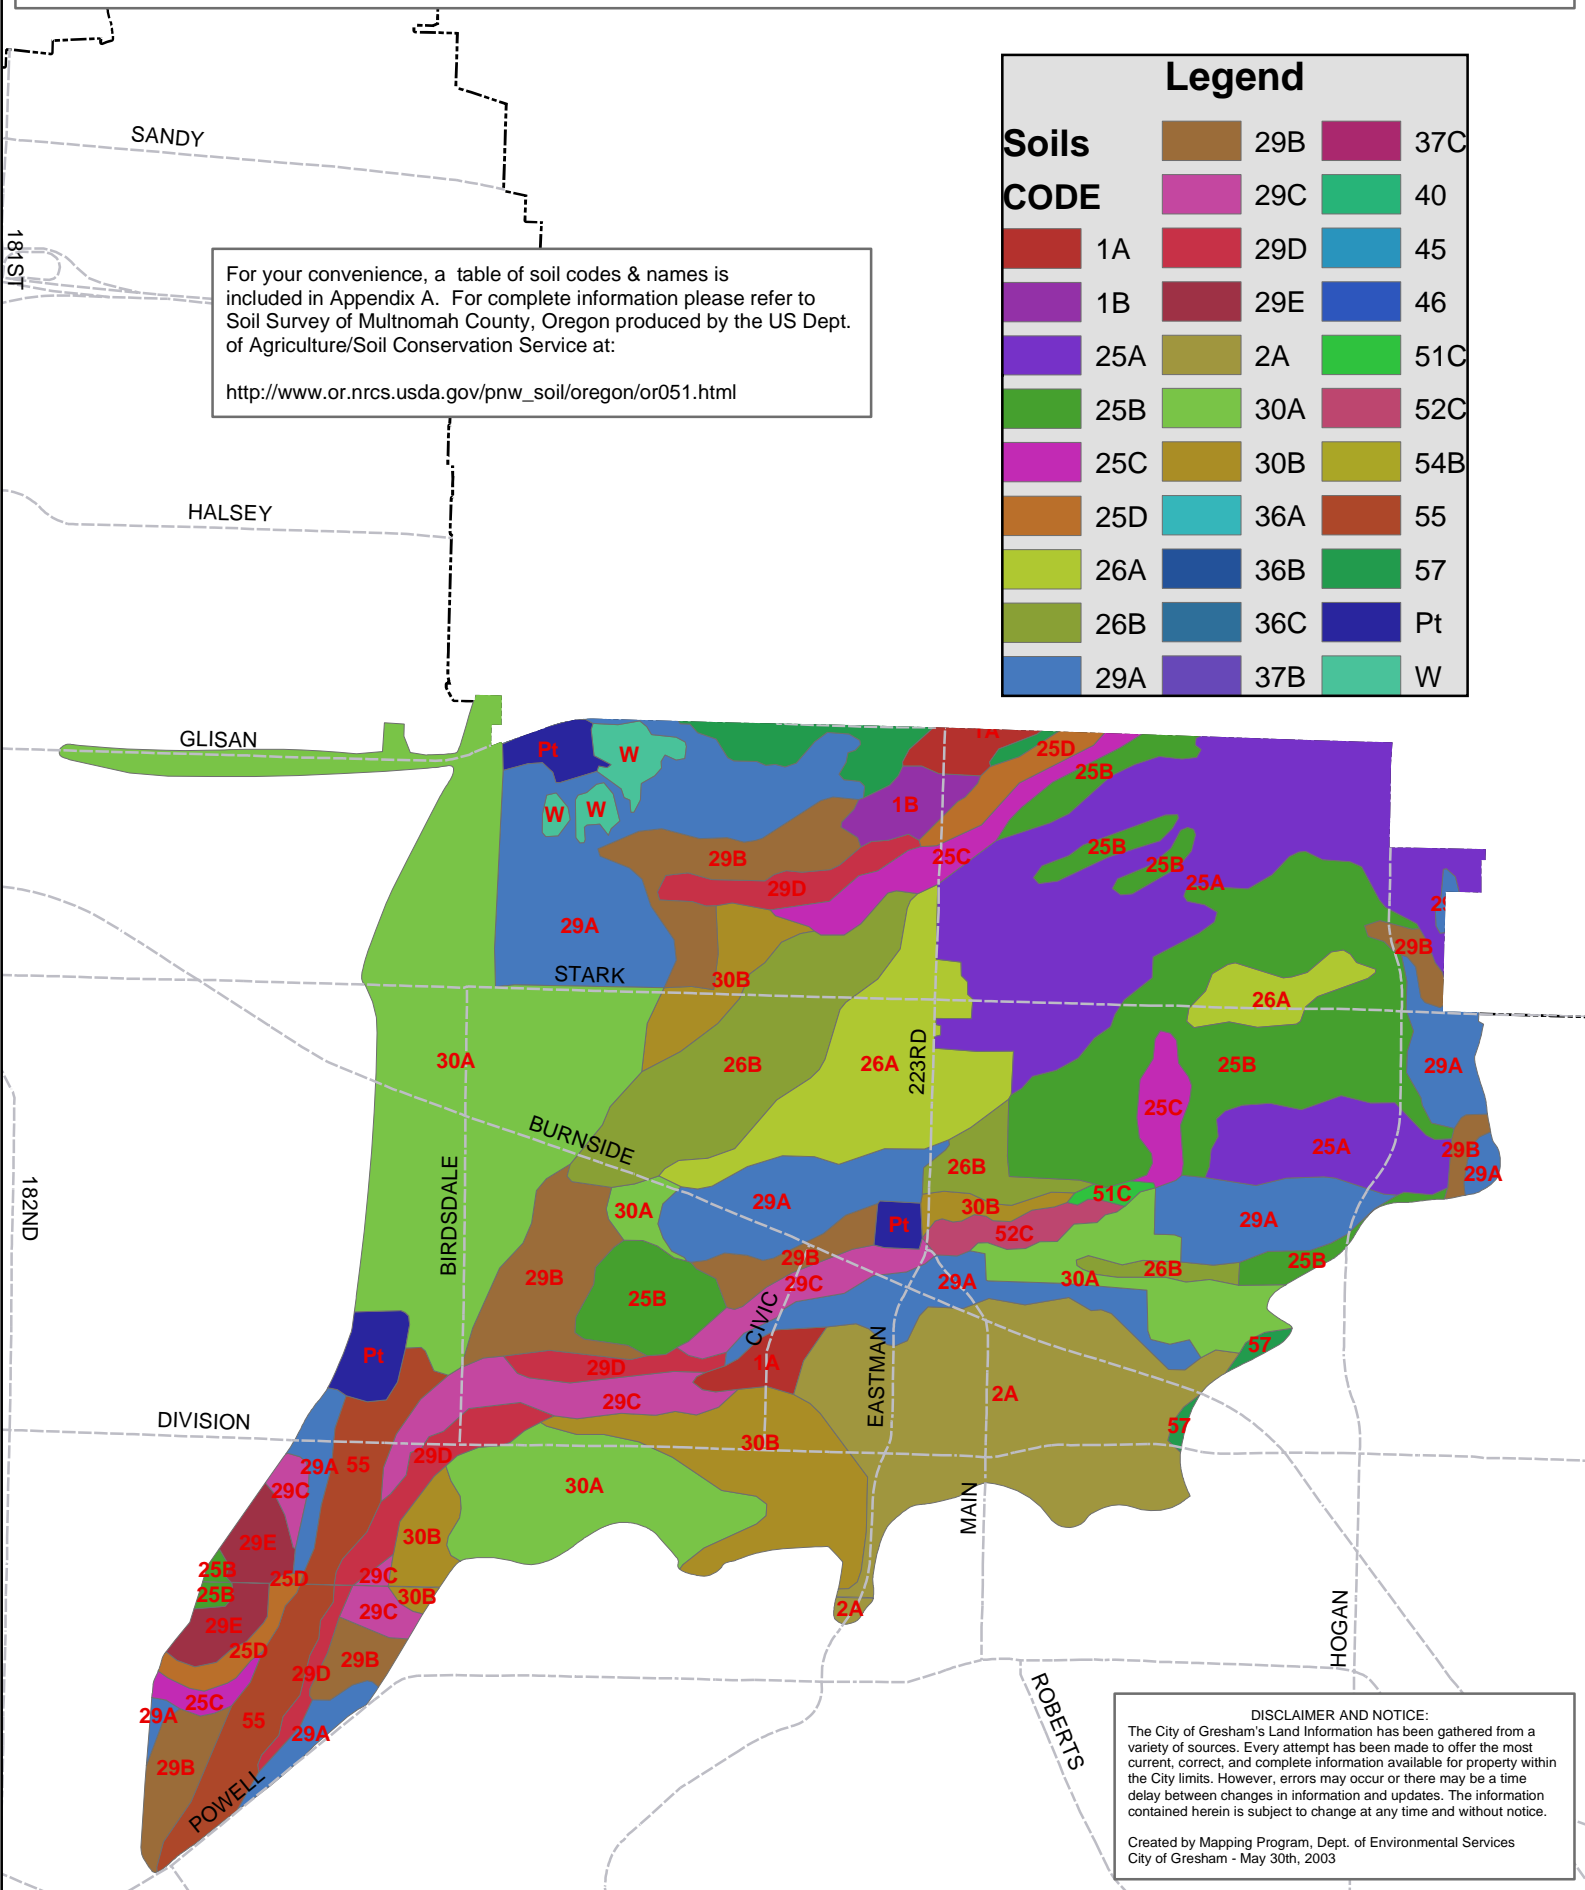 Legend
Soils
CODE
1A
1B
25A
25B
25C
25D
26A
26B
29A
29B
29C
29D
29E
2A
30A
30B
36A
36B
36C
37B
37C
40
45
46
51C
52C
54B
55
57
Pt
W
SANDY
181ST
For your convenience, a table of soil codes & names is
included in Appendix A. For complete information please refer to
Soil Survey of Multnomah County, Oregon produced by the US Dept.
of Agriculture/Soil Conservation Service at:
http://www.or.nrcs.usda.gov/pnw_soil/oregon/or051.html
HALSEY
GLISAN
Pt
W
1A
25D
25B
W
W
1B
29B
25C
25B
25B
25A
29D
29A
29B
STARK
30B
26A
30A
26B
26A
223RD
25B
29A
25C
BURNSIDE
25A
29B
29A
26B
182ND
BIRDSDALE
30A
29A
51C
30B
Pt
52C
29A
29B
29B
29C
29A
30A
26B
25B
25B
CIVIC
57
Pt
29D
1A
EASTMAN
2A
29C
DIVISION
57
30B
29A
55
29D
29C
30A
MAIN
30B
29E
25B
25D
29C
25B
30B
29C
2A
29E
25D
29B
29D
HOGAN
25C
29A
55
29A
ROBERTS
29B
POWELL
DISCLAIMER AND NOTICE:
The City of Gresham's Land Information has been gathered from a
variety of sources. Every attempt has been made to offer the most
current, correct, and complete information available for property within
the City limits. However, errors may occur or there may be a time
delay between changes in information and updates. The information
contained herein is subject to change at any time and without notice.
Created by Mapping Program, Dept. of Environmental Services
City of Gresham - May 30th, 2003